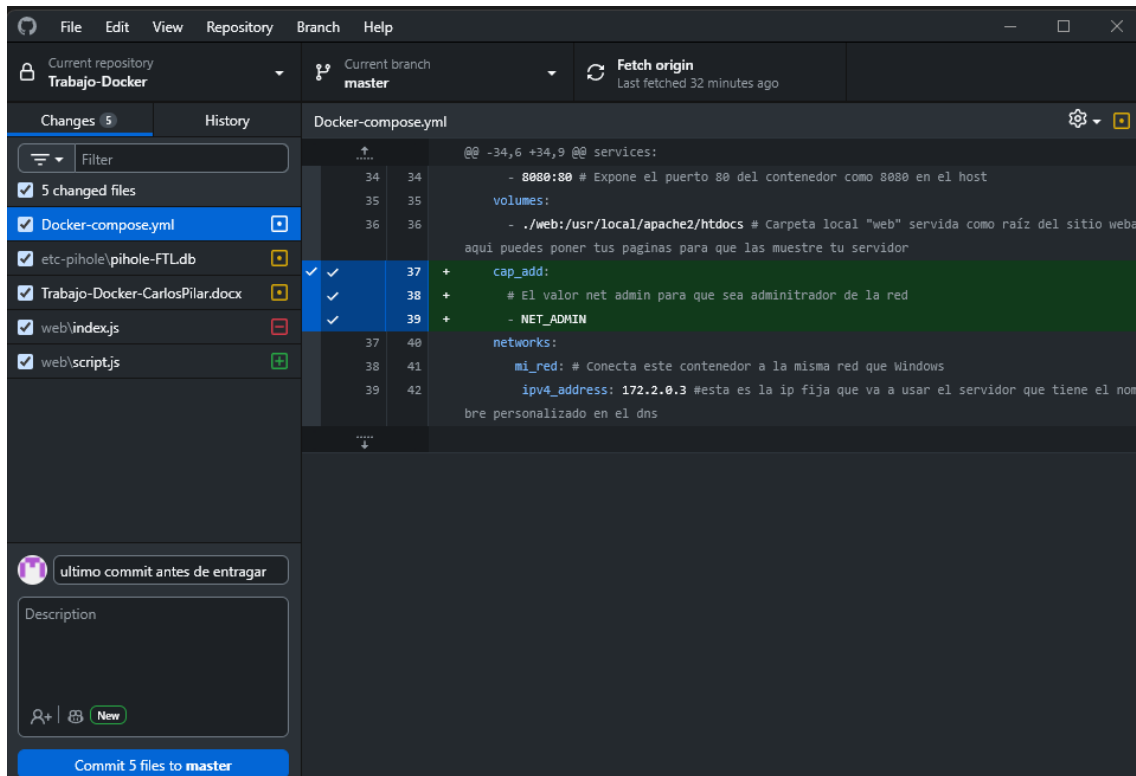 File Edit View Repository Branch Help
Current repository
Trabajo-Docker
Current branch
master
Fetch origin
Last fetched 32 minutes ago
Changes 5
History
Docker-compose.yml
Filter
5 changed files
Docker-compose.yml
etc-pihole\pihole-FTL.db
Trabajo-Docker-CarlosPilar.docx
web\index.js
web\script.js
@@ -34,6 +34,9 @@ services:
34 34 - 8080:80 # Expone el puerto 80 del contenedor como 8080 en el host
35 35 volumes:
36 36 - ./web:/usr/local/apache2/htdocs # Carpeta local "web" servida como raíz del sitio weba
aqui puedes poner tus paginas para que las muestre tu servidor
37 + cap_add:
38 + # El valor net admin para que sea adminitrador de la red
39 + - NET_ADMIN
37 40 networks:
38 41 mi_red: # Conecta este contenedor a la misma red que Windows
39 42 ipv4_address: 172.2.0.3 #esta es la ip fija que va a usar el servidor que tiene el nom
bre personalizado en el dns
ultimo commit antes de entragar
Description
New
Commit 5 files to master